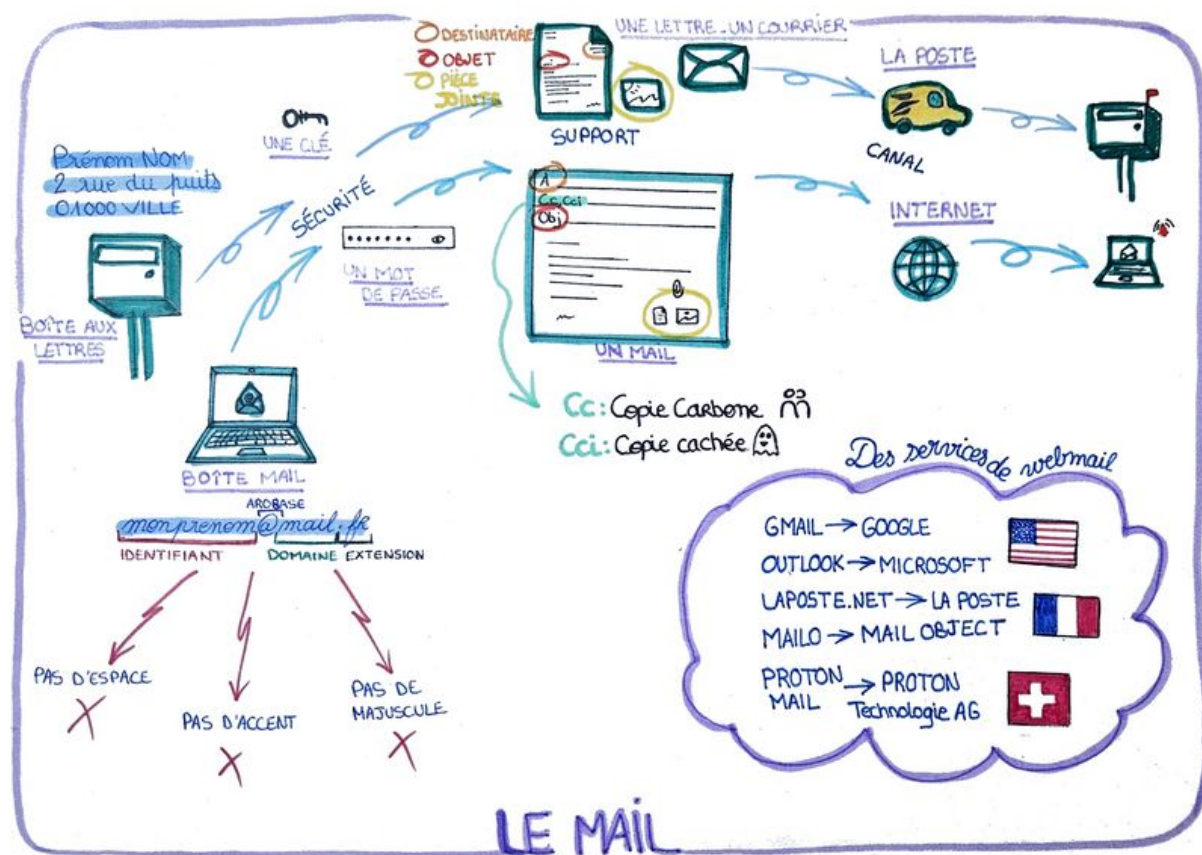 DESTINATAIRE
OBJET
PIÈCE
JOINTE
UNE LETTRE - UN COURRIER
SUPPORT
LA POSTE
CANAL
UNE CLÉ
Prénom NOM
2 rue du puits
01000 VILLE
SÉCURITÉ
UN MOT
DE PASSE
BOÎTE AUX
LETTRES
A
Cc, Cci
Obj
UN MAIL
INTERNET
Cc: Copie Carbone
Cci: Copie cachée
BOÎTE MAIL
AROBASE
monprenom@mail.fr
IDENTIFIANT
DOMAINE EXTENSION
PAS D'ESPACE
PAS D'ACCENT
PAS DE
MAJUSCULE
Des services de webmail
GMAIL → GOOGLE
OUTLOOK → MICROSOFT
LAPOSTE.NET → LA POSTE
MAILO → MAIL OBJECT
PROTON
MAIL → PROTON
Technologie AG
LE MAIL